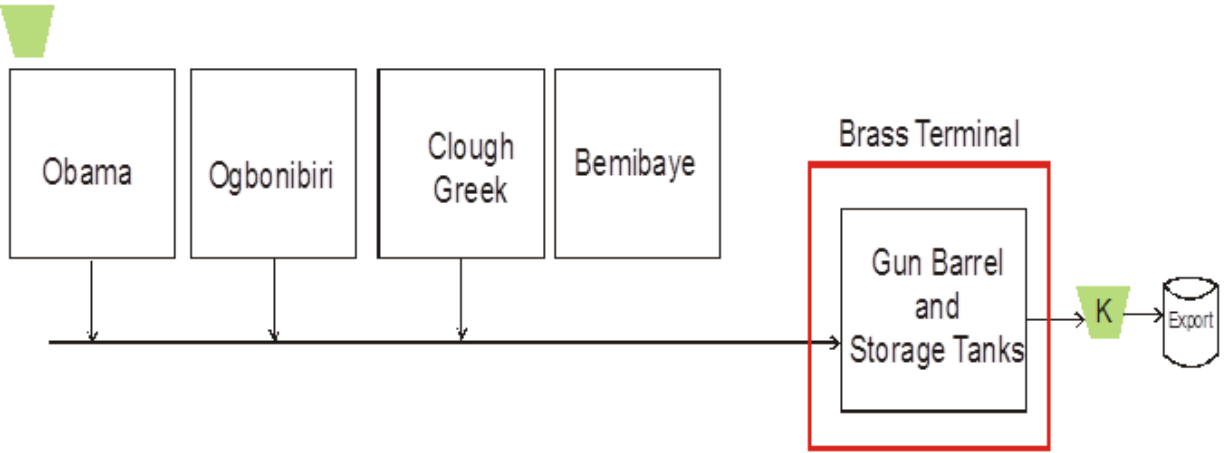 Obama
Ogbonibiri
Clough
Greek
Bemibaye
Brass Terminal
Gun Barrel
and
Storage Tanks
K
Export